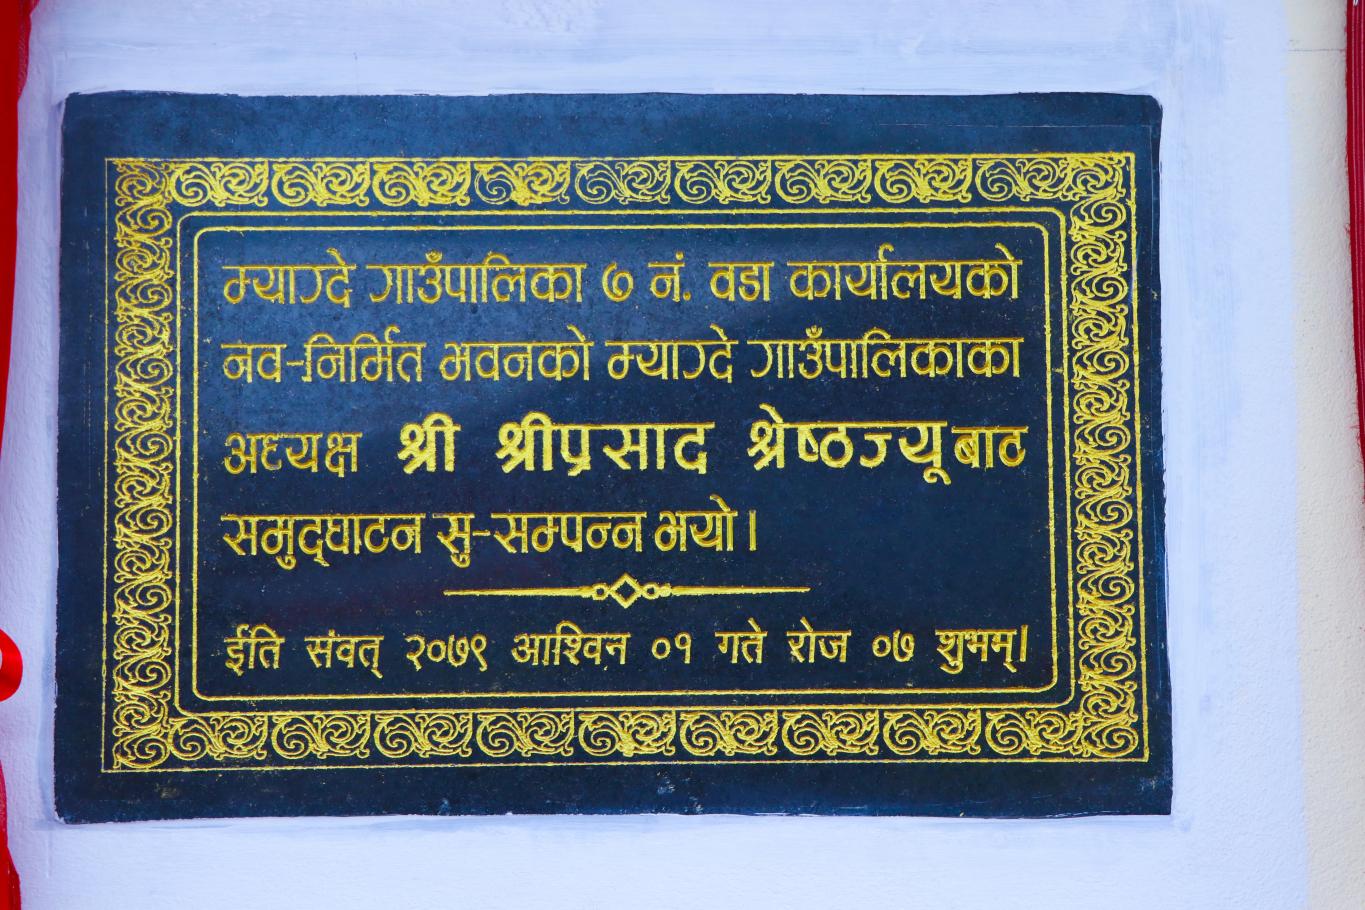 म्याग्दे गाउँपालिका ७ नं. वडा कार्यालयको
नव-निर्मित भवनको म्याग्दे गाउँपालिकाका
अध्यक्ष श्री श्रीप्रसाद श्रेष्ठज्यूबाट
समुद्घाटन सु-सम्पन्न भयो।
ईति संवत् २०७९ आश्विन ०१ गते रोज ०७ शुभम्।